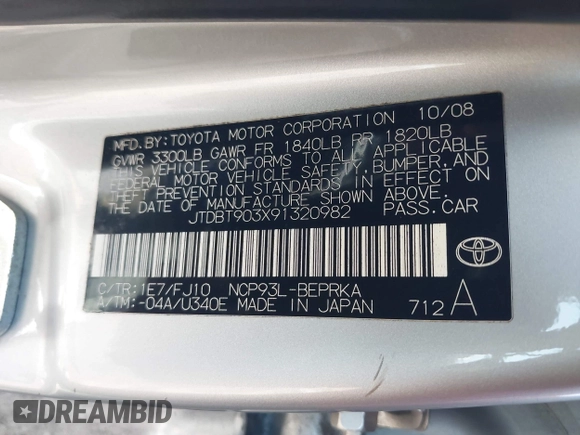 MFD. BY: TOYOTA MOTOR CORPORATION 10/08
GVWR 3300LB GAWR FR 1840LB RR 1820LB
THIS VEHICLE CONFORMS TO ALL APPLICABLE
FEDERAL MOTOR VEHICLE SAFETY, BUMPER, AND
THEFT PREVENTION STANDARDS IN EFFECT ON
THE DATE OF MANUFACTURE SHOWN ABOVE.
JTDBT903X91320982 PASS. CAR
C/TR: 1E7/FJ10 NCP93L-BEPRKA
A/TM: -04A/U340E MADE IN JAPAN 712 A
DREAMBID